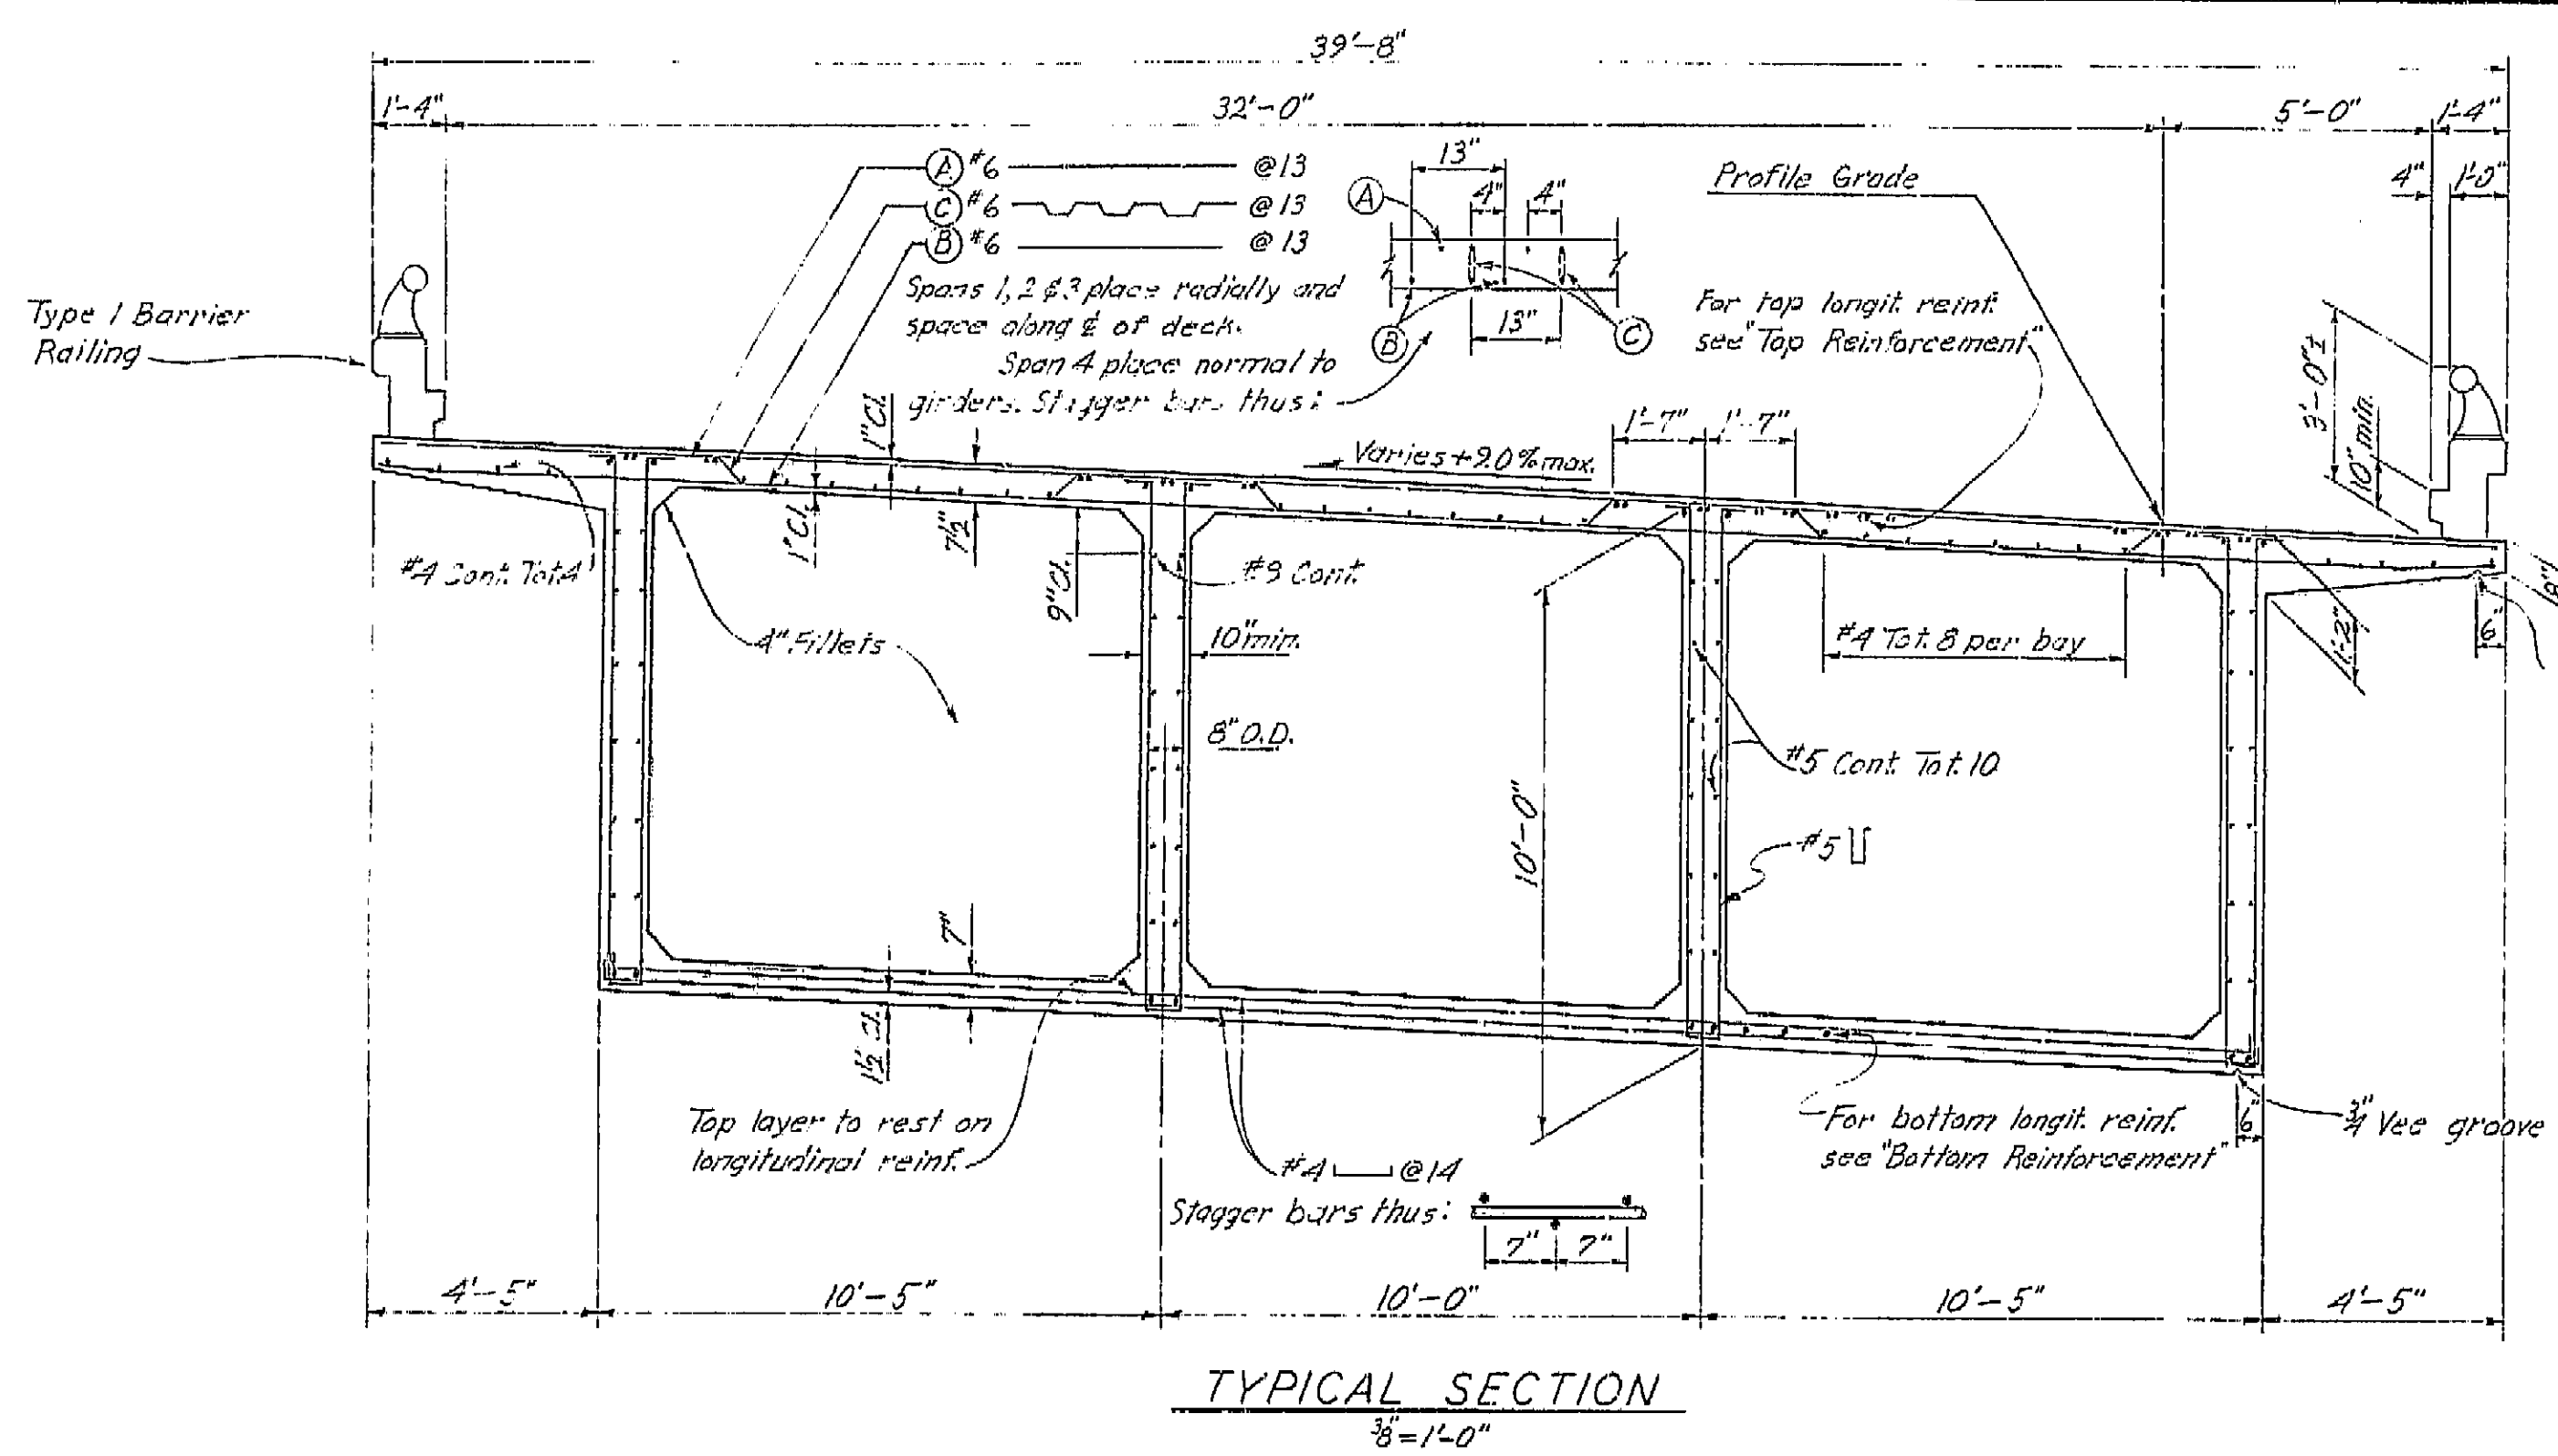 39'-8"
1'-4"
32'-0"
5'-0"
1'-4"
4"
1'-0"
A #6 @13
C #6 @13
B #6 @13
Spans 1, 2 & 3 place radially and
space along ℄ of deck.
Span 4 place normal to
girders. Stagger bars thus:
13"
4"
4"
A
B
13"
C
Profile Grade
For top longit. reinf.
see "Top Reinforcement"
Type 1 Barrier
Railing
3'-0"±
10" min.
1" Cl.
1" Cl.
7½"
9" Cl.
Varies +9.0% max.
1'-7"
1'-7"
#4 Cont. Tot. 4
#9 Cont.
4" Fillets
10" min.
8" O.D.
#4 Tot. 8 per bay
1'-2"
8"
6"
10'-0"
#5 Cont. Tot. 10
#5
7"
1½" Cl.
Top layer to rest on
longitudinal reinf.
#4 @14
Stagger bars thus:
7"
7"
For bottom longit. reinf.
see "Bottom Reinforcement"
6"
¾" Vee groove
4'-5"
10'-5"
10'-0"
10'-5"
4'-5"
TYPICAL SECTION
⅜"=1'-0"